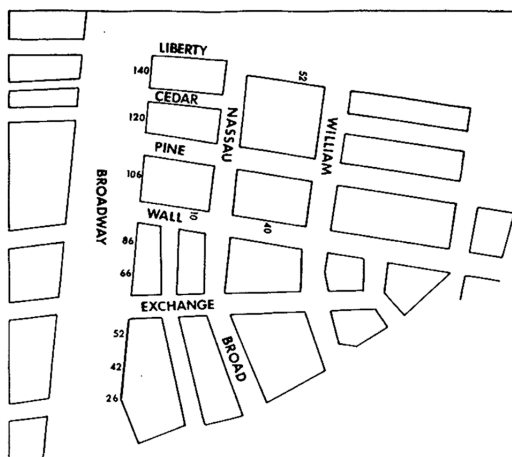 LIBERTY
140
52
CEDAR
120
NASSAU
WILLIAM
PINE
106
BROADWAY
WALL
10
40
86
66
EXCHANGE
52
BROAD
42
26